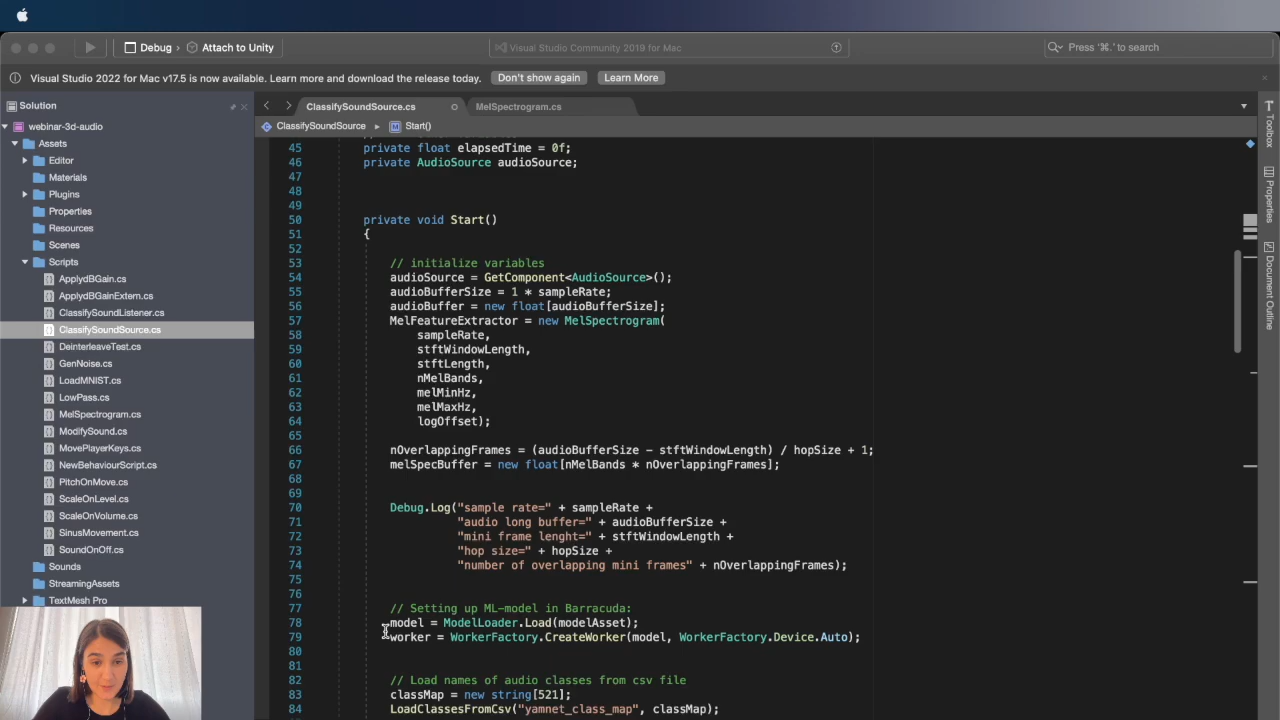 Debug
Attach to Unity
Visual Studio Community 2019 for Mac
Press '⌘.' to search
Visual Studio 2022 for Mac v17.5 is now available. Learn more and download the release today.
Don't show again
Learn More
Solution
webinar-3d-audio
Assets
Editor
Materials
Plugins
Properties
Resources
Scenes
Scripts
ApplydBGain.cs
ApplydBGainExtern.cs
ClassifySoundListener.cs
ClassifySoundSource.cs
DeinterleaveTest.cs
GenNoise.cs
LoadMNIST.cs
LowPass.cs
MelSpectrogram.cs
ModifySound.cs
MovePlayerKeys.cs
NewBehaviourScript.cs
PitchOnMove.cs
ScaleOnLevel.cs
ScaleOnVolume.cs
SinusMovement.cs
SoundOnOff.cs
Sounds
StreamingAssets
TextMesh Pro
ClassifySoundSource.cs
MelSpectrogram.cs
ClassifySoundSource
Start()
45 private float elapsedTime = 0f;
46 private AudioSource audioSource;
47
48
49
50 private void Start()
51 {
52
53 // initialize variables
54 audioSource = GetComponent<AudioSource>();
55 audioBufferSize = 1 * sampleRate;
56 audioBuffer = new float[audioBufferSize];
57 MelFeatureExtractor = new MelSpectrogram(
58 sampleRate,
59 stftWindowLength,
60 stftLength,
61 nMelBands,
62 melMinHz,
63 melMaxHz,
64 logOffset);
65
66 nOverlappingFrames = (audioBufferSize - stftWindowLength) / hopSize + 1;
67 melSpecBuffer = new float[nMelBands * nOverlappingFrames];
68
69
70 Debug.Log("sample rate=" + sampleRate +
71 "audio long buffer=" + audioBufferSize +
72 "mini frame lenght=" + stftWindowLength +
73 "hop size=" + hopSize +
74 "number of overlapping mini frames" + nOverlappingFrames);
75
76
77 // Setting up ML-model in Barracuda:
78 model = ModelLoader.Load(modelAsset);
79 worker = WorkerFactory.CreateWorker(model, WorkerFactory.Device.Auto);
80
81
82 // Load names of audio classes from csv file
83 classMap = new string[521];
84 LoadClassesFromCsv("yamnet_class_map", classMap);
Toolbox
Properties
Document Outline